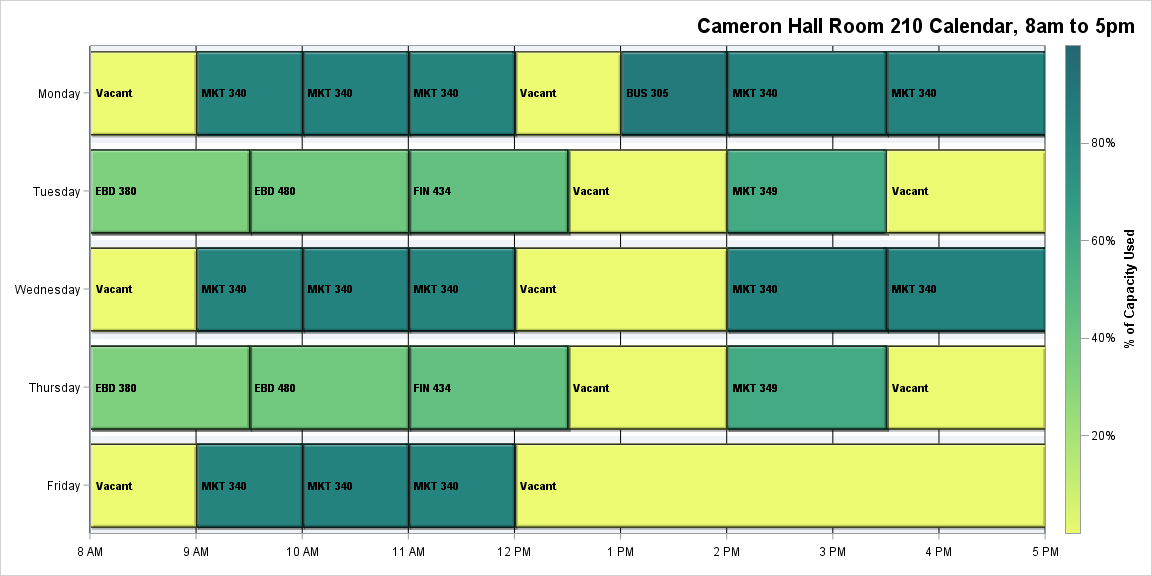 Cameron Hall Room 210 Calendar, 8am to 5pm
Monday
Vacant
MKT 340
MKT 340
MKT 340
Vacant
BUS 305
MKT 340
MKT 340
Tuesday
EBD 380
EBD 480
FIN 434
Vacant
MKT 349
Vacant
Wednesday
Vacant
MKT 340
MKT 340
MKT 340
Vacant
MKT 340
MKT 340
Thursday
EBD 380
EBD 480
FIN 434
Vacant
MKT 349
Vacant
Friday
Vacant
MKT 340
MKT 340
MKT 340
Vacant
8 AM
9 AM
10 AM
11 AM
12 PM
1 PM
2 PM
3 PM
4 PM
5 PM
80%
60%
40%
20%
% of Capacity Used